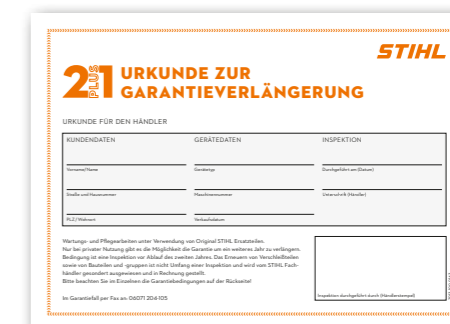 STIHL
2 PLUS 1 URKUNDE ZUR
GARANTIEVERLÄNGERUNG
URKUNDE FÜR DEN HÄNDLER
KUNDENDATEN GERÄTEDATEN INSPEKTION
Vorname/Name Gerätetyp Durchgeführt am (Datum)
Straße und Hausnummer Maschinennummer Unterschrift (Händler)
PLZ/Wohnort Verkaufsdatum
Wartungs- und Pflegearbeiten unter Verwendung von Original STIHL Ersatzteilen.
Nur bei privater Nutzung gibt es die Möglichkeit die Garantie um ein weiteres Jahr zu verlängern.
Bedingung ist eine Inspektion vor Ablauf des zweiten Jahres. Das Erneuern von Verschleißteilen
sowie von Bauteilen und -gruppen ist nicht Umfang einer Inspektion und wird vom STIHL Fach-
händler gesondert ausgewiesen und in Rechnung gestellt.
Bitte beachten Sie im Einzelnen die Garantiebedingungen auf der Rückseite!
Im Garantiefall per Fax an: 06071 204-105
Inspektion durchgeführt durch (Händlerstempel)